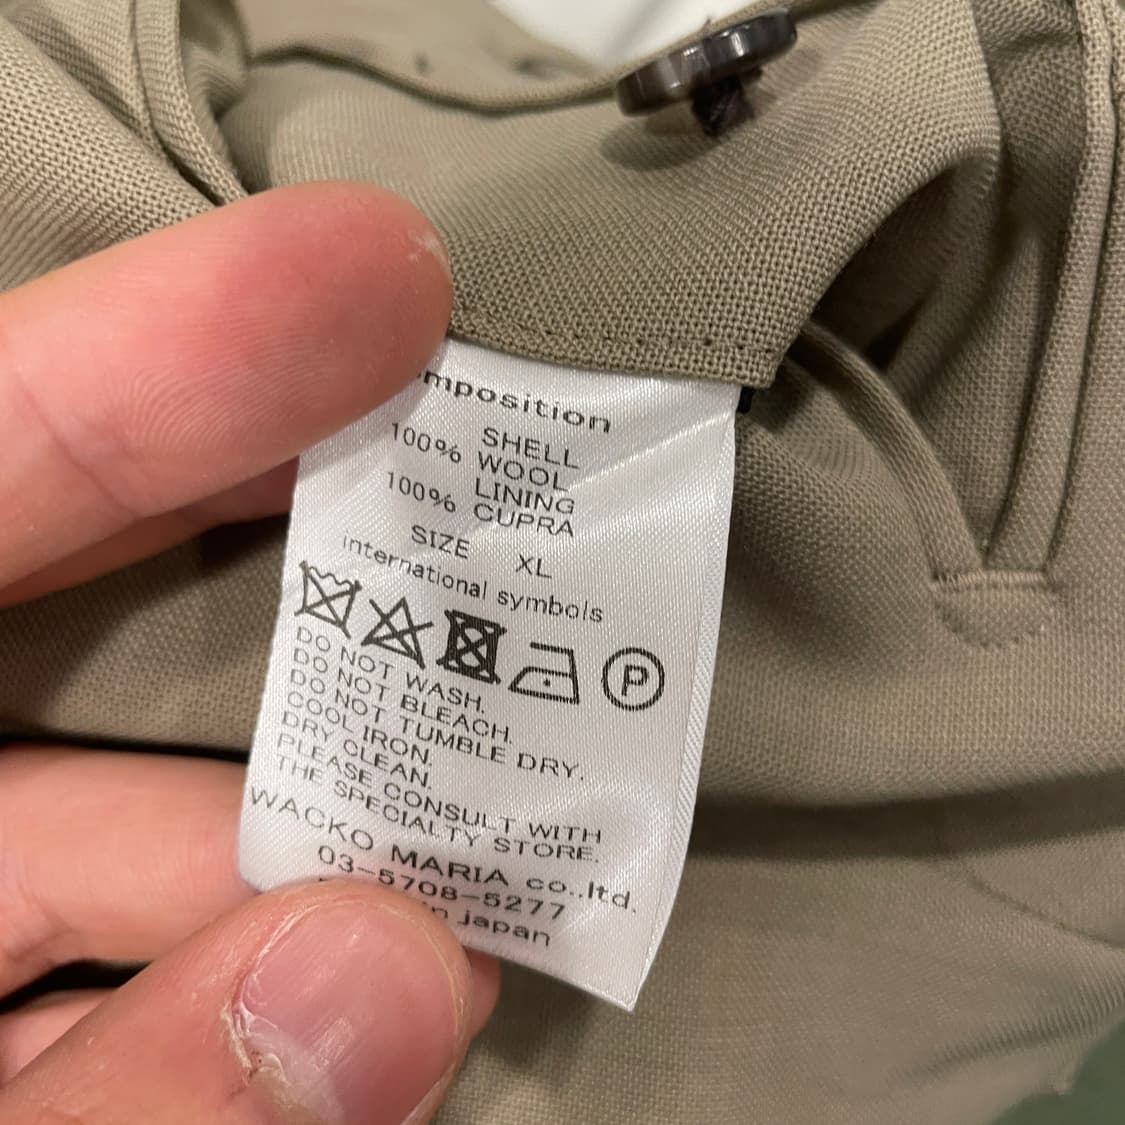 mposition
SHELL
100% WOOL
LINING
100% CUPRA
SIZE XL
international symbols
P
DO NOT WASH.
DO NOT BLEACH.
DO NOT TUMBLE DRY.
COOL IRON.
DRY CLEAN.
PLEASE CONSULT WITH
THE SPECIALTY STORE.
WACKO MARIA co.,ltd.
03-5708-5277
n japan